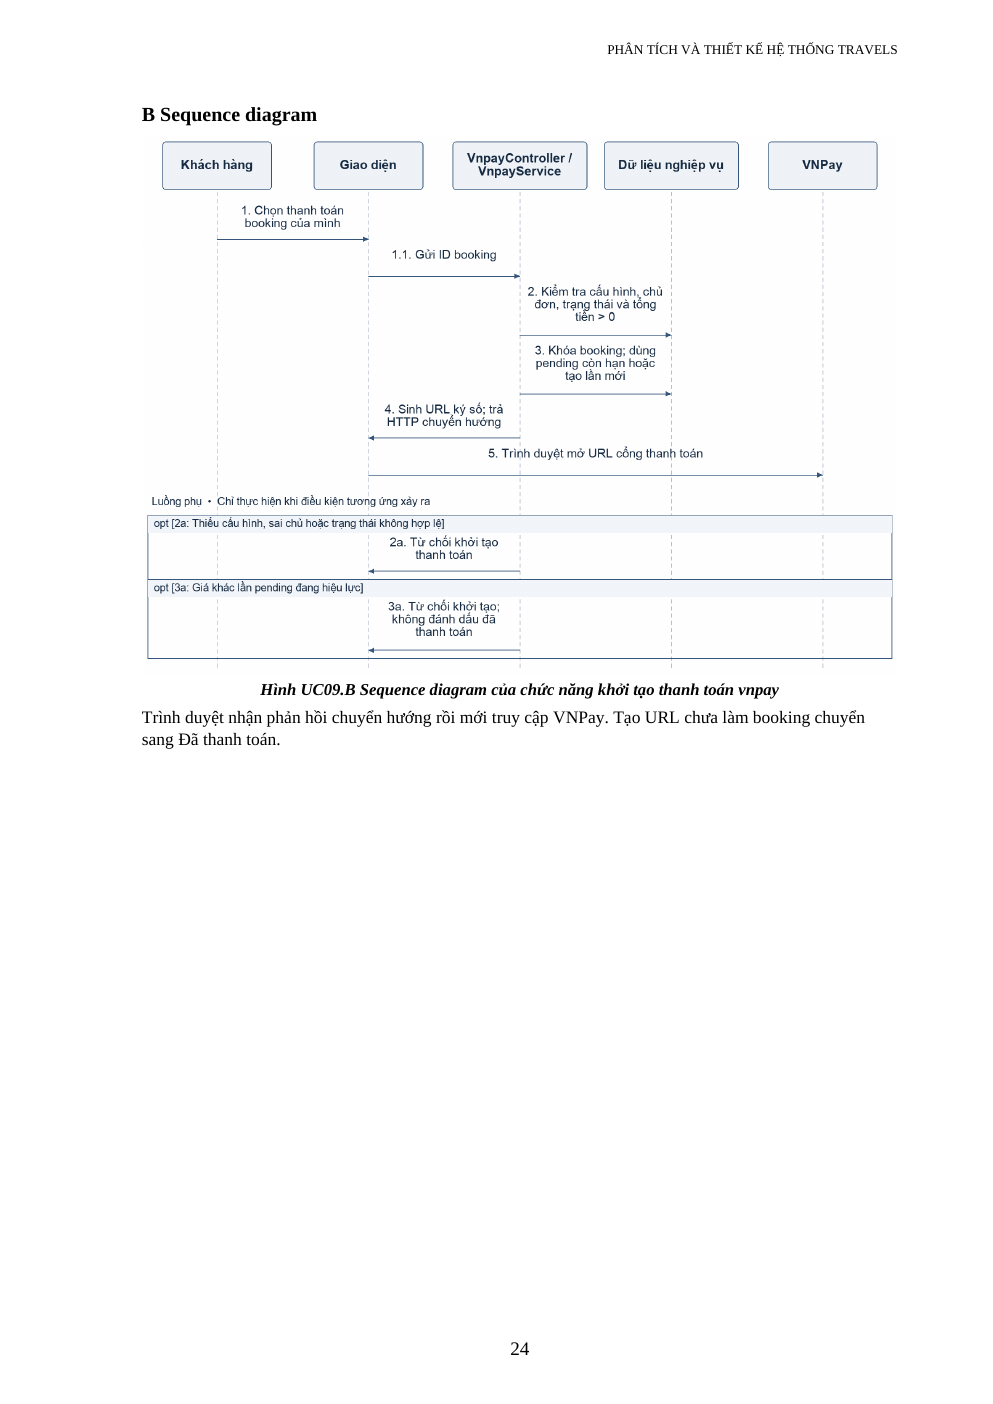 PHÂN TÍCH VÀ THIẾT KẾ HỆ THỐNG TRAVELS
B Sequence diagram
Khách hàng
Giao diện
VnpayController /
VnpayService
Dữ liệu nghiệp vụ
VNPay
1. Chọn thanh toán
booking của mình
1.1. Gửi ID booking
2. Kiểm tra cấu hình, chủ
đơn, trạng thái và tổng
tiền > 0
3. Khóa booking; dùng
pending còn hạn hoặc
tạo lần mới
4. Sinh URL ký số; trả
HTTP chuyển hướng
5. Trình duyệt mở URL cổng thanh toán
Luồng phụ • Chỉ thực hiện khi điều kiện tương ứng xảy ra
opt [2a: Thiếu cấu hình, sai chủ hoặc trạng thái không hợp lệ]
2a. Từ chối khởi tạo
thanh toán
opt [3a: Giá khác lần pending đang hiệu lực]
3a. Từ chối khởi tạo;
không đánh dấu đã
thanh toán
Hình UC09.B Sequence diagram của chức năng khởi tạo thanh toán vnpay
Trình duyệt nhận phản hồi chuyển hướng rồi mới truy cập VNPay. Tạo URL chưa làm booking chuyển
sang Đã thanh toán.
24